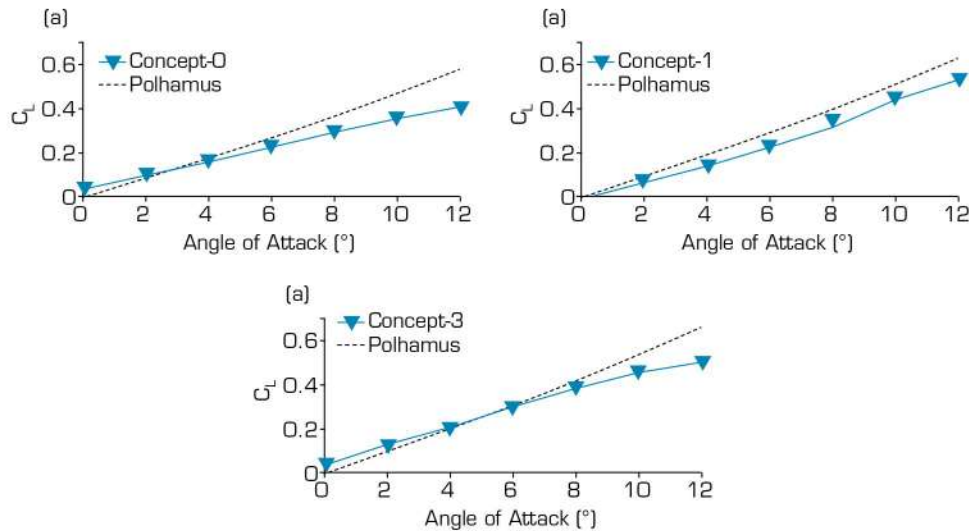 (a)
Concept-0
Polhamus
0.6
0.4
0.2
0
C_L
0 2 4 6 8 10 12
Angle of Attack (°)
(a)
Concept-1
Polhamus
0.6
0.4
0.2
0
C_L
0 2 4 6 8 10 12
Angle of Attack (°)
(a)
Concept-3
Polhamus
0.6
0.4
0.2
0
C_L
0 2 4 6 8 10 12
Angle of Attack (°)